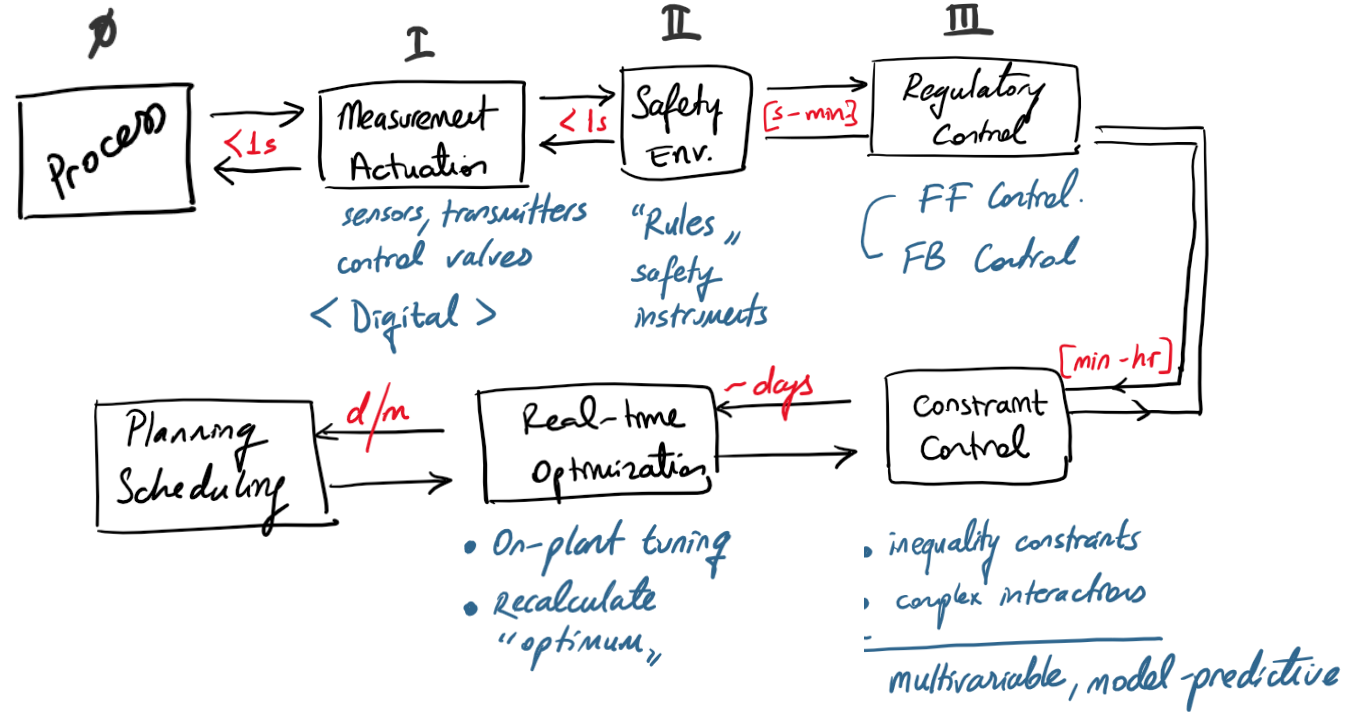 Ø
I
II
III
Process
<1s
Measurement
Actuation
<1s
Safety
Env.
[s-min]
Regulatory
Control
sensors, transmitters
control valves
< Digital >
"Rules„
safety
instruments
FF Control.
FB Control
[min-hr]
Planning
Scheduling
d/m
Real-time
Optimization
~days
Constraint
Control
• On-plant tuning
• Recalculate
"optimum„
• inequality constraints
• complex interactions
multivariable, model-predictive